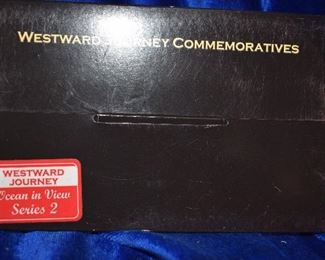 Westward Journey Commemoratives
WESTWARD
JOURNEY
Ocean in View
Series 2